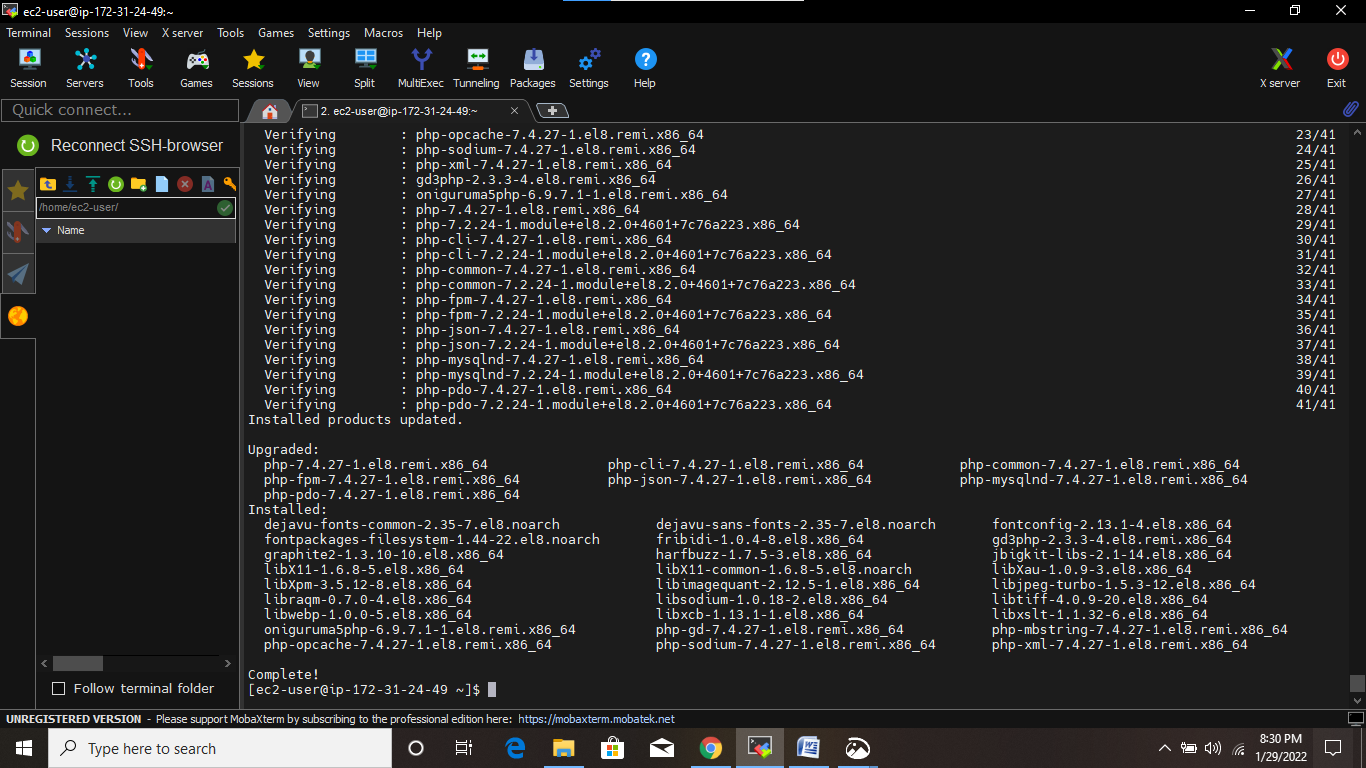 ec2-user@ip-172-31-24-49:~
Terminal Sessions View X server Tools Games Settings Macros Help
Session Servers Tools Games Sessions View Split MultiExec Tunneling Packages Settings Help X server Exit
Quick connect...
2. ec2-user@ip-172-31-24-49:~
Reconnect SSH-browser
/home/ec2-user/
Name
Verifying : php-opcache-7.4.27-1.el8.remi.x86_64 23/41
Verifying : php-sodium-7.4.27-1.el8.remi.x86_64 24/41
Verifying : php-xml-7.4.27-1.el8.remi.x86_64 25/41
Verifying : gd3php-2.3.3-4.el8.remi.x86_64 26/41
Verifying : oniguruma5php-6.9.7.1-1.el8.remi.x86_64 27/41
Verifying : php-7.4.27-1.el8.remi.x86_64 28/41
Verifying : php-7.2.24-1.module+el8.2.0+4601+7c76a223.x86_64 29/41
Verifying : php-cli-7.4.27-1.el8.remi.x86_64 30/41
Verifying : php-cli-7.2.24-1.module+el8.2.0+4601+7c76a223.x86_64 31/41
Verifying : php-common-7.4.27-1.el8.remi.x86_64 32/41
Verifying : php-common-7.2.24-1.module+el8.2.0+4601+7c76a223.x86_64 33/41
Verifying : php-fpm-7.4.27-1.el8.remi.x86_64 34/41
Verifying : php-fpm-7.2.24-1.module+el8.2.0+4601+7c76a223.x86_64 35/41
Verifying : php-json-7.4.27-1.el8.remi.x86_64 36/41
Verifying : php-json-7.2.24-1.module+el8.2.0+4601+7c76a223.x86_64 37/41
Verifying : php-mysqlnd-7.4.27-1.el8.remi.x86_64 38/41
Verifying : php-mysqlnd-7.2.24-1.module+el8.2.0+4601+7c76a223.x86_64 39/41
Verifying : php-pdo-7.4.27-1.el8.remi.x86_64 40/41
Verifying : php-pdo-7.2.24-1.module+el8.2.0+4601+7c76a223.x86_64 41/41
Installed products updated.
Upgraded:
php-7.4.27-1.el8.remi.x86_64 php-cli-7.4.27-1.el8.remi.x86_64 php-common-7.4.27-1.el8.remi.x86_64
php-fpm-7.4.27-1.el8.remi.x86_64 php-json-7.4.27-1.el8.remi.x86_64 php-mysqlnd-7.4.27-1.el8.remi.x86_64
php-pdo-7.4.27-1.el8.remi.x86_64
Installed:
dejavu-fonts-common-2.35-7.el8.noarch dejavu-sans-fonts-2.35-7.el8.noarch fontconfig-2.13.1-4.el8.x86_64
fontpackages-filesystem-1.44-22.el8.noarch fribidi-1.0.4-8.el8.x86_64 gd3php-2.3.3-4.el8.remi.x86_64
graphite2-1.3.10-10.el8.x86_64 harfbuzz-1.7.5-3.el8.x86_64 jbigkit-libs-2.1-14.el8.x86_64
libX11-1.6.8-5.el8.x86_64 libX11-common-1.6.8-5.el8.noarch libXau-1.0.9-3.el8.x86_64
libXpm-3.5.12-8.el8.x86_64 libimagequant-2.12.5-1.el8.x86_64 libjpeg-turbo-1.5.3-12.el8.x86_64
libraqm-0.7.0-4.el8.x86_64 libsodium-1.0.18-2.el8.x86_64 libtiff-4.0.9-20.el8.x86_64
libwebp-1.0.0-5.el8.x86_64 libxcb-1.13.1-1.el8.x86_64 libxslt-1.1.32-6.el8.x86_64
oniguruma5php-6.9.7.1-1.el8.remi.x86_64 php-gd-7.4.27-1.el8.remi.x86_64 php-mbstring-7.4.27-1.el8.remi.x86_64
php-opcache-7.4.27-1.el8.remi.x86_64 php-sodium-7.4.27-1.el8.remi.x86_64 php-xml-7.4.27-1.el8.remi.x86_64
Complete!
[ec2-user@ip-172-31-24-49 ~]$
Follow terminal folder
UNREGISTERED VERSION - Please support MobaXterm by subscribing to the professional edition here: https://mobaxterm.mobatek.net
Type here to search
8:30 PM
1/29/2022